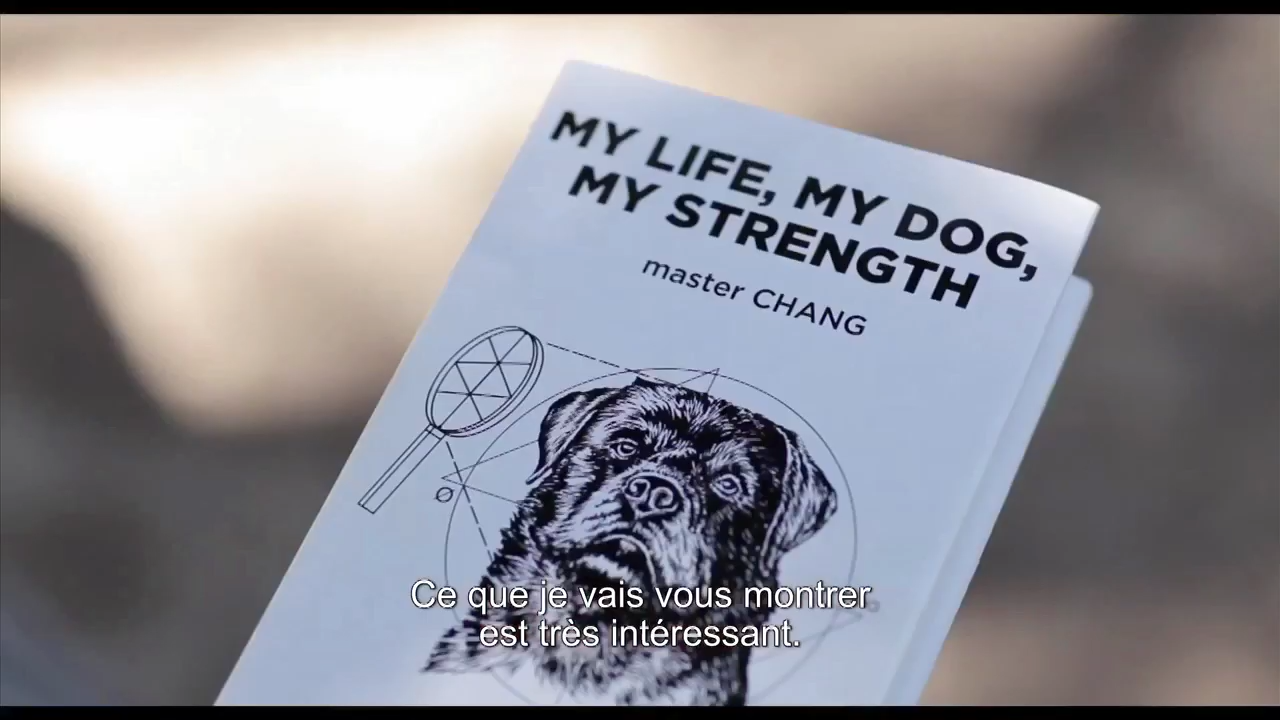 MY LIFE, MY DOG,
MY STRENGTH
master CHANG
Ce que je vais vous montrer
est très intéressant.